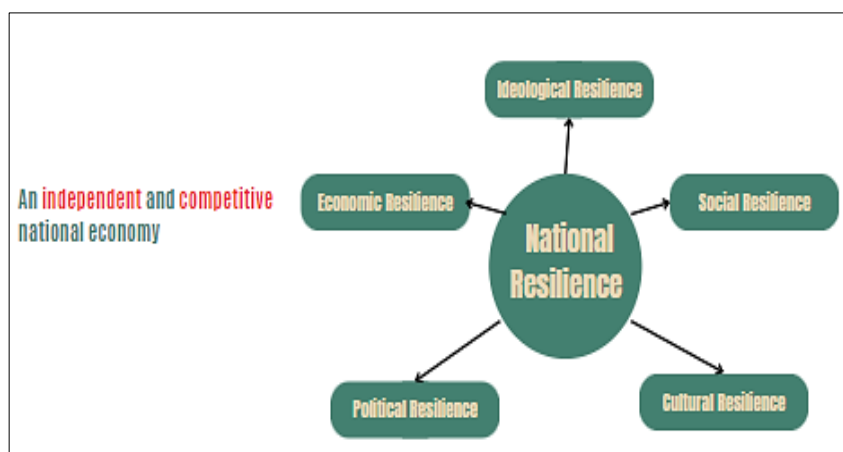 Ideological Resilience
An independent and competitive
national economy
Economic Resilience
Social Resilience
National
Resilience
Political Resilience
Cultural Resilience